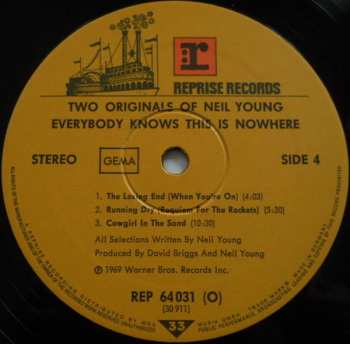 r:
REPRISE RECORDS
TWO ORIGINALS OF NEIL YOUNG
EVERYBODY KNOWS THIS IS NOWHERE
STEREO
GEMA
SIDE 4
1. The Losing End (When You're On) (4:03)
2. Running Dry (Requiem For The Rockets) (5:30)
3. Cowgirl In The Sand (10:30)
All Selections Written By Neil Young
Produced By David Briggs And Neil Young
℗ 1969 Warner Bros. Records Inc.
REP 64 031 (O)
(30 911)
33